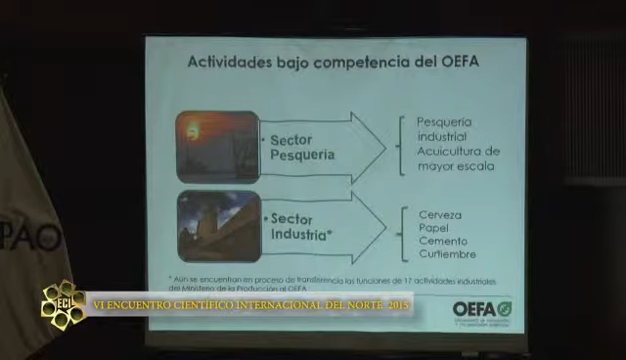 Actividades bajo competencia del OEFA
• Sector
Pesquería
Pesquería
industrial
Acuicultura de
mayor escala
• Sector
Industria*
Cerveza
Papel
Cemento
Curtiembre
* Aún se encuentran en proceso de transferencia las funciones de 17 actividades industriales
del Ministerio de la Producción al OEFA
PAO
ECI
VI ENCUENTRO CIENTÍFICO INTERNACIONAL DEL NORTE 2015
OEFA